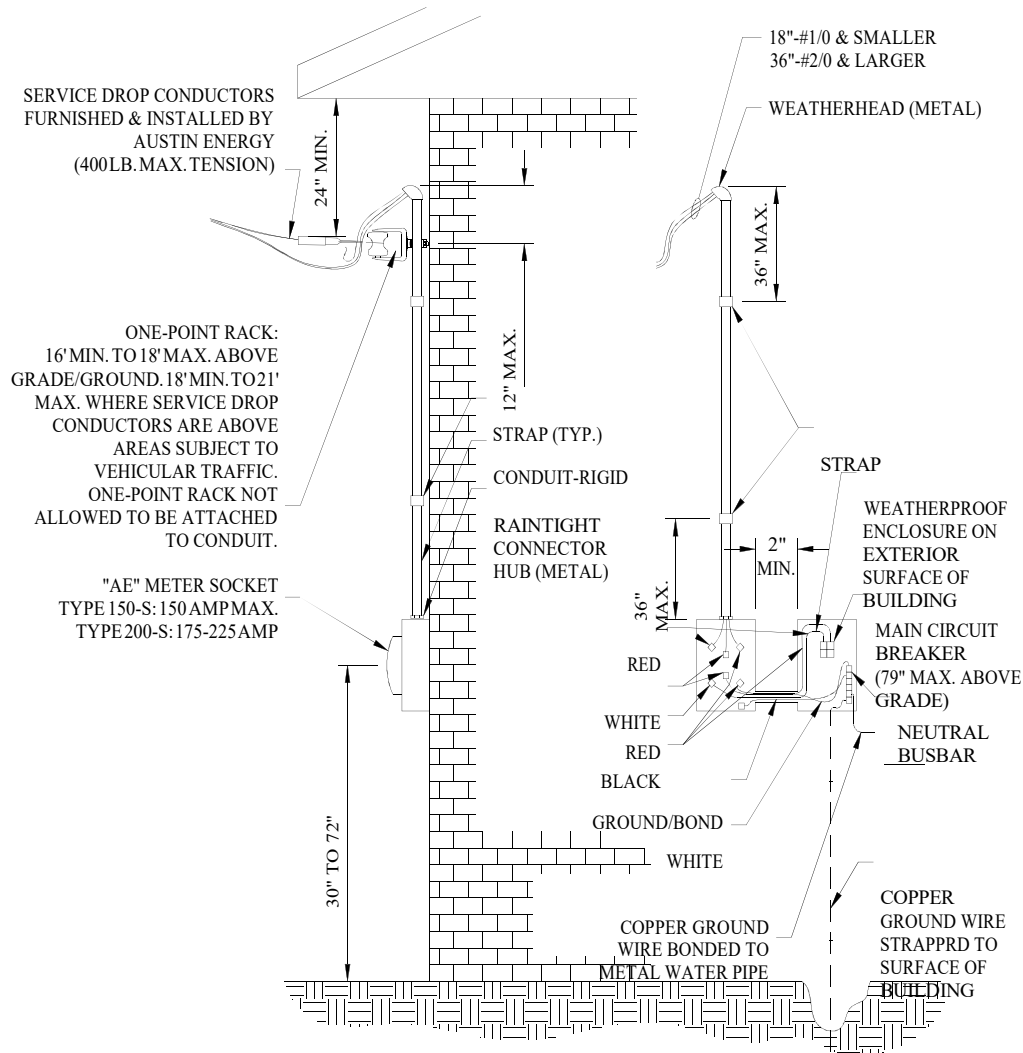 18"-#1/0 & SMALLER
36"-#2/0 & LARGER
WEATHERHEAD (METAL)
SERVICE DROP CONDUCTORS
FURNISHED & INSTALLED BY
AUSTIN ENERGY
(400 LB. MAX. TENSION)
24" MIN.
36" MAX.
12" MAX.
ONE-POINT RACK:
16' MIN. TO 18' MAX. ABOVE
GRADE/GROUND. 18' MIN. TO 21'
MAX. WHERE SERVICE DROP
CONDUCTORS ARE ABOVE
AREAS SUBJECT TO
VEHICULAR TRAFFIC.
ONE-POINT RACK NOT
ALLOWED TO BE ATTACHED
TO CONDUIT.
STRAP (TYP.)
CONDUIT-RIGID
RAINTIGHT
CONNECTOR
HUB (METAL)
STRAP
WEATHERPROOF
ENCLOSURE ON
EXTERIOR
SURFACE OF
BUILDING
2"
MIN.
36"
MAX.
"AE" METER SOCKET
TYPE 150-S: 150 AMP MAX.
TYPE 200-S: 175-225 AMP
MAIN CIRCUIT
BREAKER
(79" MAX. ABOVE
GRADE)
RED
WHITE
RED
BLACK
NEUTRAL
BUSBAR
GROUND/BOND
WHITE
30" TO 72"
COPPER GROUND
WIRE BONDED TO
METAL WATER PIPE
COPPER
GROUND WIRE
STRAPPRD TO
SURFACE OF
BUILDING